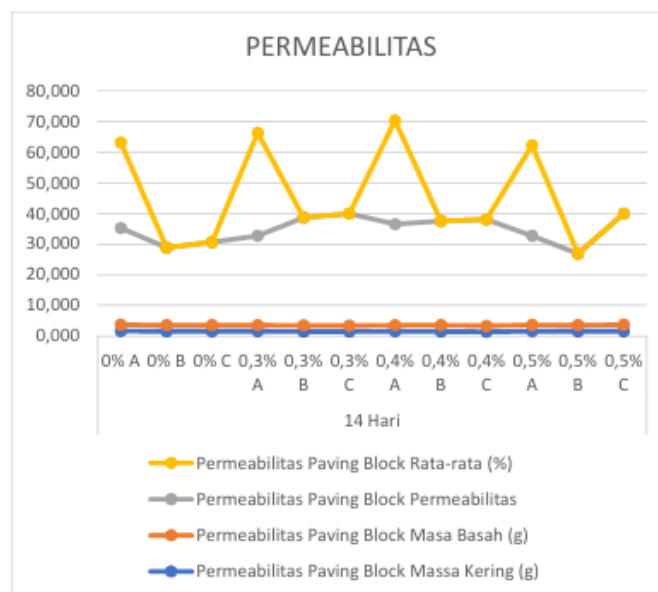 PERMEABILITAS
80,000
70,000
60,000
50,000
40,000
30,000
20,000
10,000
0,000
0% A 0% B 0% C 0,3% 0,3% 0,3% 0,4% 0,4% 0,4% 0,5% 0,5% 0,5%
A B C A B C A B C
14 Hari
Permeabilitas Paving Block Rata-rata (%)
Permeabilitas Paving Block Permeabilitas
Permeabilitas Paving Block Masa Basah (g)
Permeabilitas Paving Block Massa Kering (g)